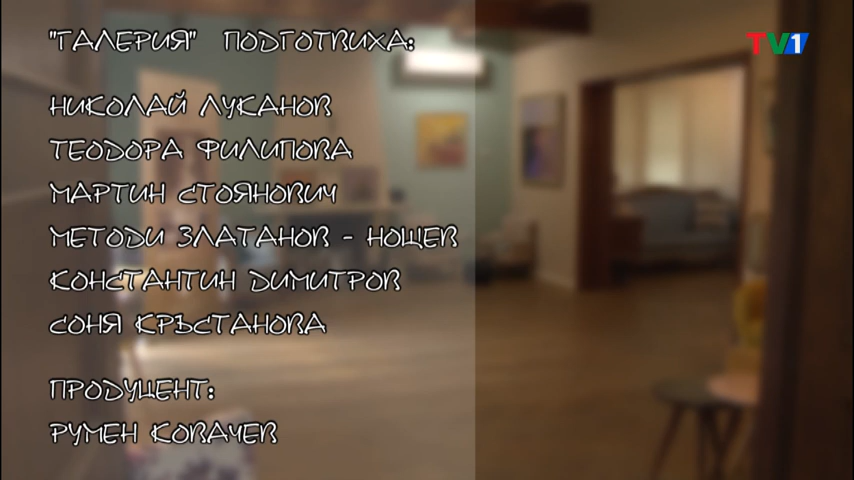 "ГАЛЕРИЯ" ПОДГОТВИХА:
НИКОЛАЙ ЛУКАНОВ
ТЕОДОРА ФИЛИПОВА
МАРТИН СТОЯНОВИЧ
МЕТОДИ ЗЛАТАНОВ - НОЩЕВ
КОНСТАНТИН ДИМИТРОВ
СОНЯ КРЪСТАНОВА
ПРОДУЦЕНТ:
РУМЕН КОВАЧЕВ
TV1